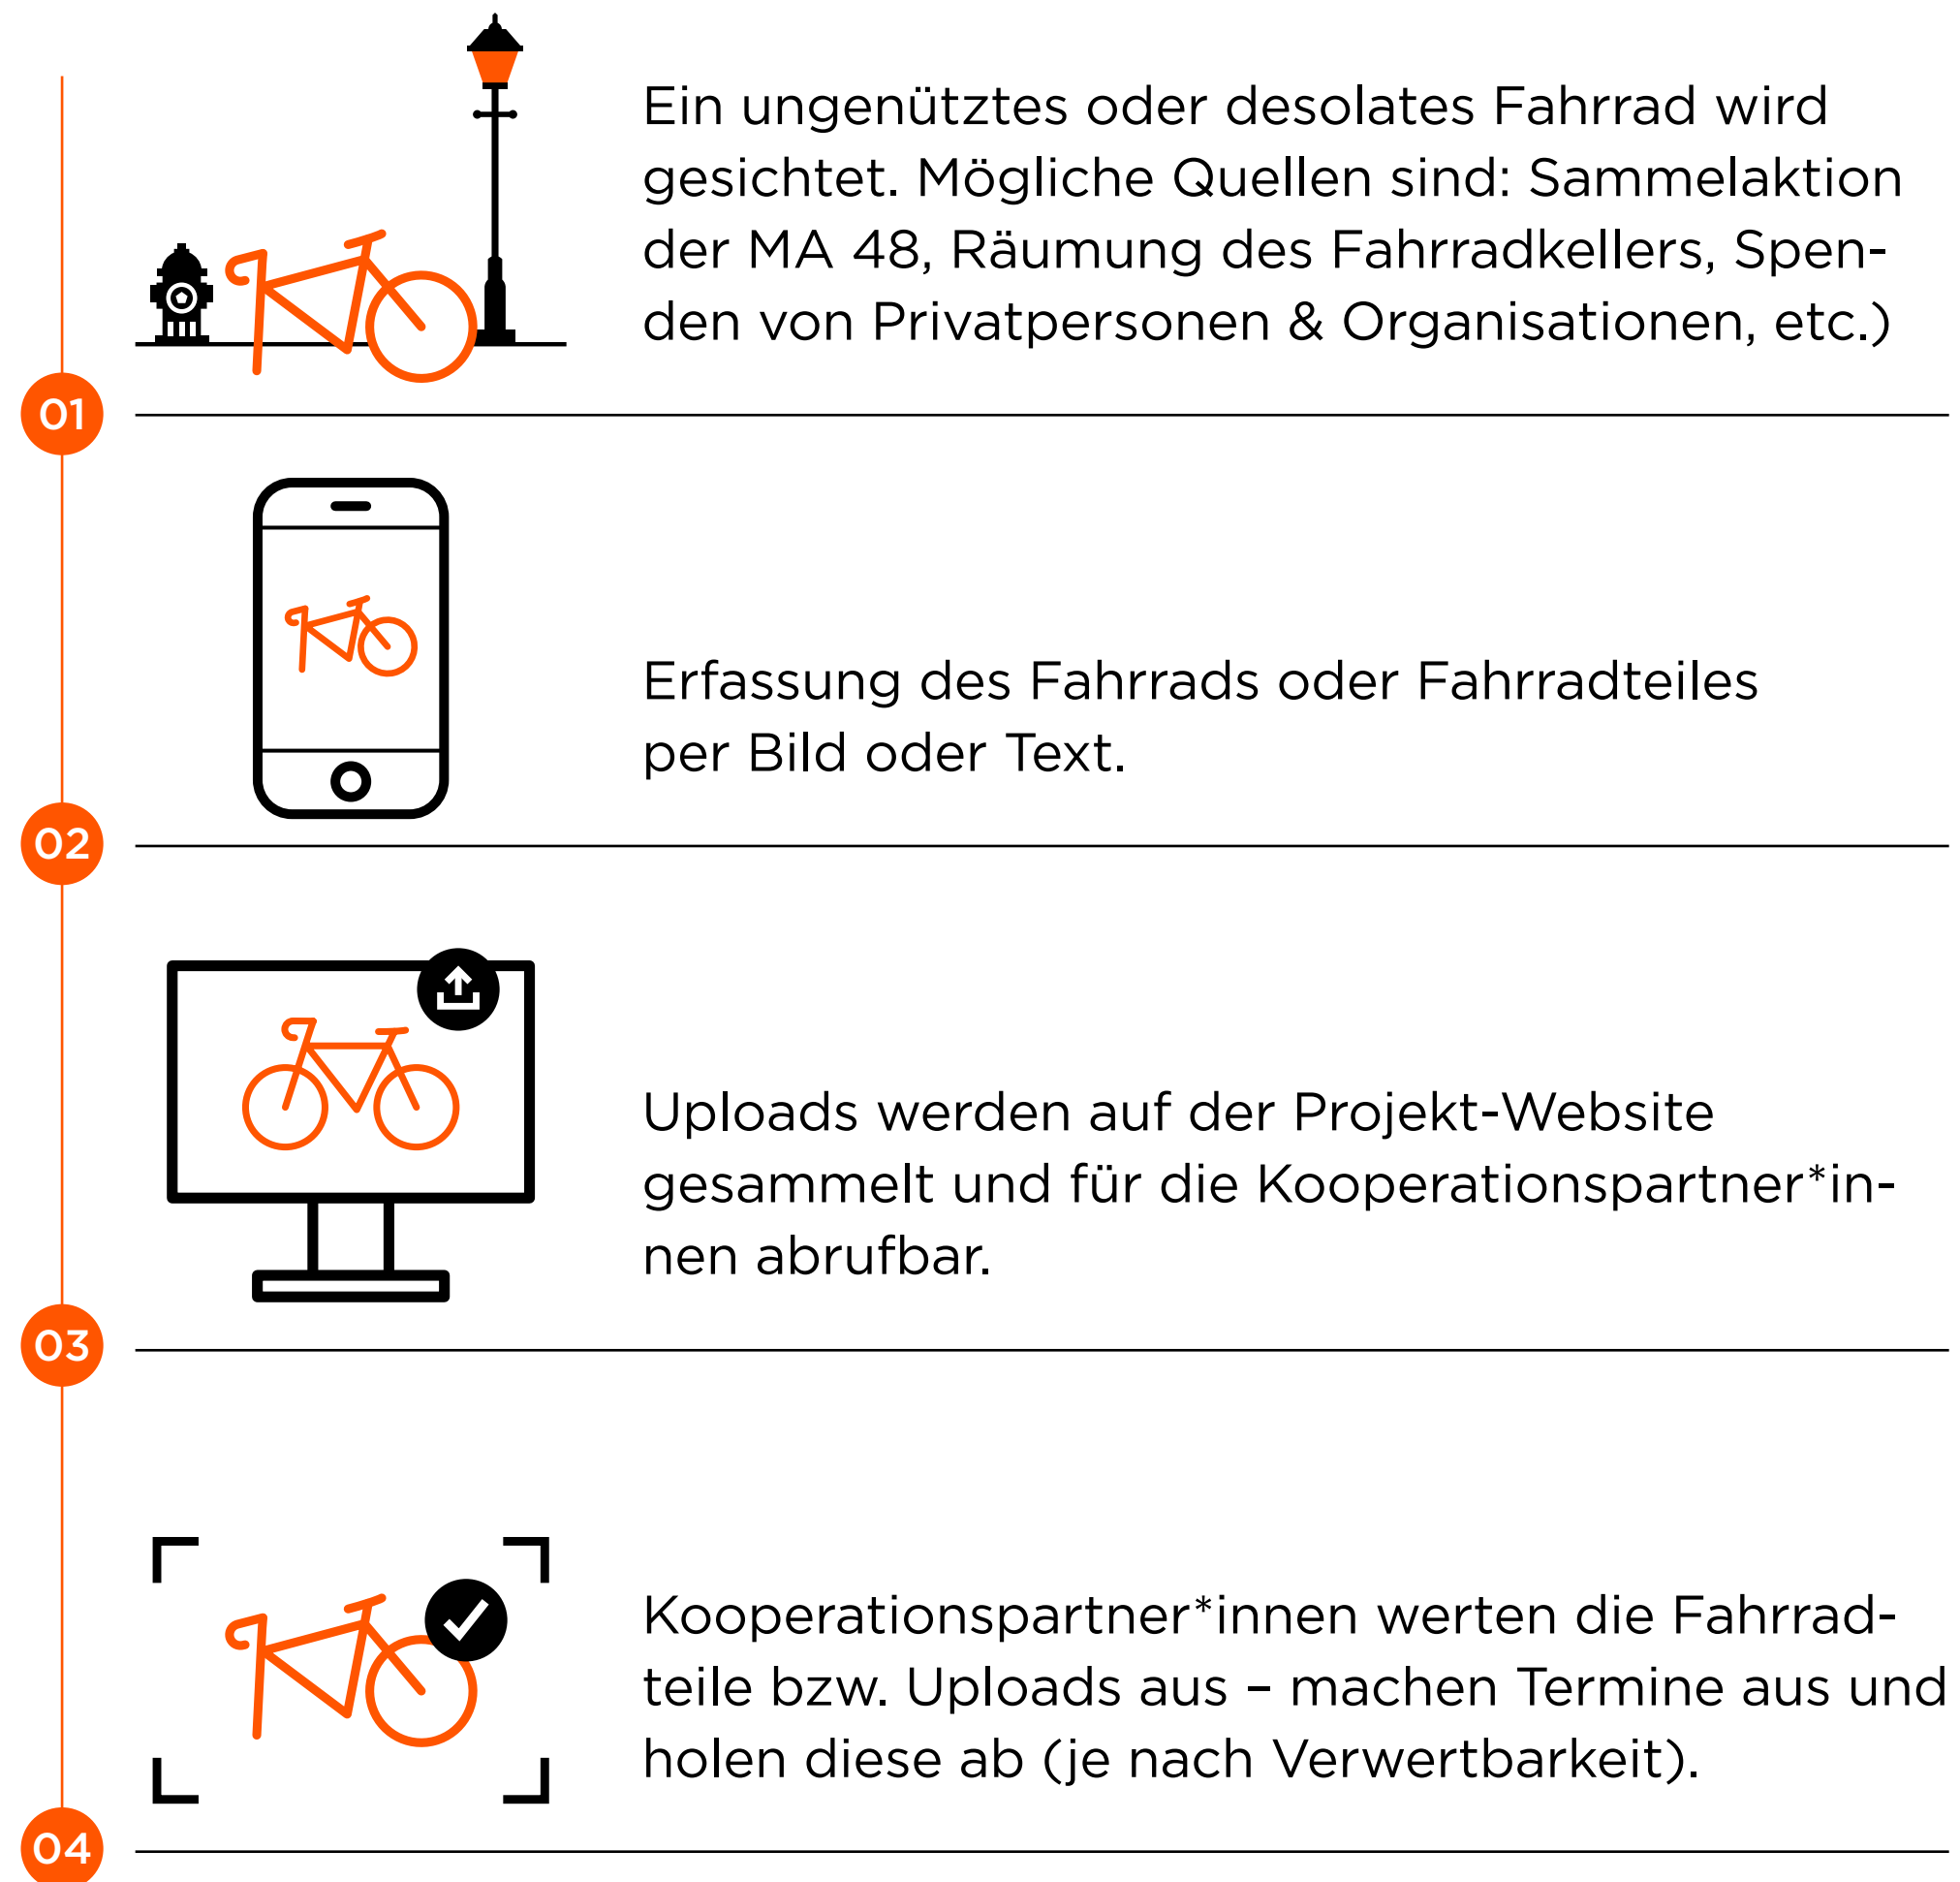 Ein ungenütztes oder desolates Fahrrad wird
gesichtet. Mögliche Quellen sind: Sammelaktion
der MA 48, Räumung des Fahrradkellers, Spen-
den von Privatpersonen & Organisationen, etc.)
01
Erfassung des Fahrrads oder Fahrradteiles
per Bild oder Text.
02
Uploads werden auf der Projekt-Website
gesammelt und für die Kooperationspartner*in-
nen abrufbar.
03
Kooperationspartner*innen werten die Fahrrad-
teile bzw. Uploads aus – machen Termine aus und
holen diese ab (je nach Verwertbarkeit).
04